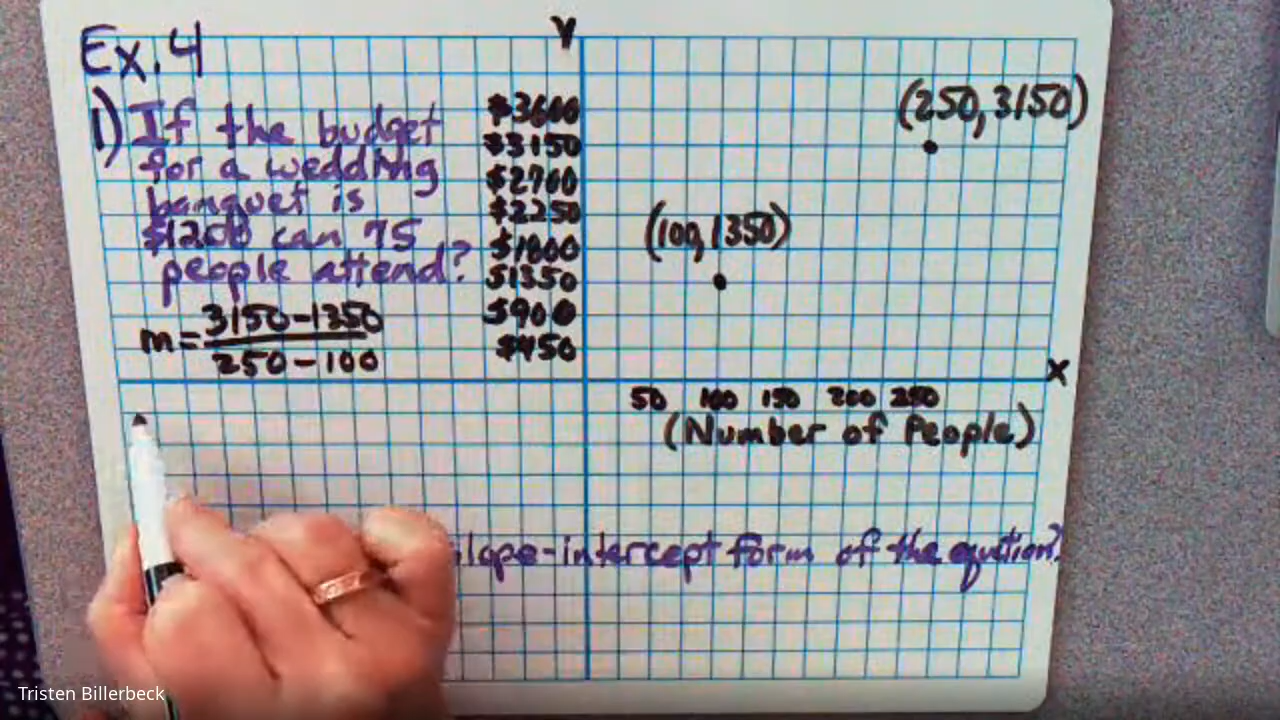 Ex. 4
1) If the budget
for a wedding
banquet is
$1200 can 75
people attend?
m = 3150-1350
250-100
y
$3600
$3150
$2700
$2250
$1800
$1350
$900
$450
(250, 3150)
(100, 1350)
x
50 100 150 200 250
(Number of People)
slope-intercept form of the equation?
Tristen Billerbeck